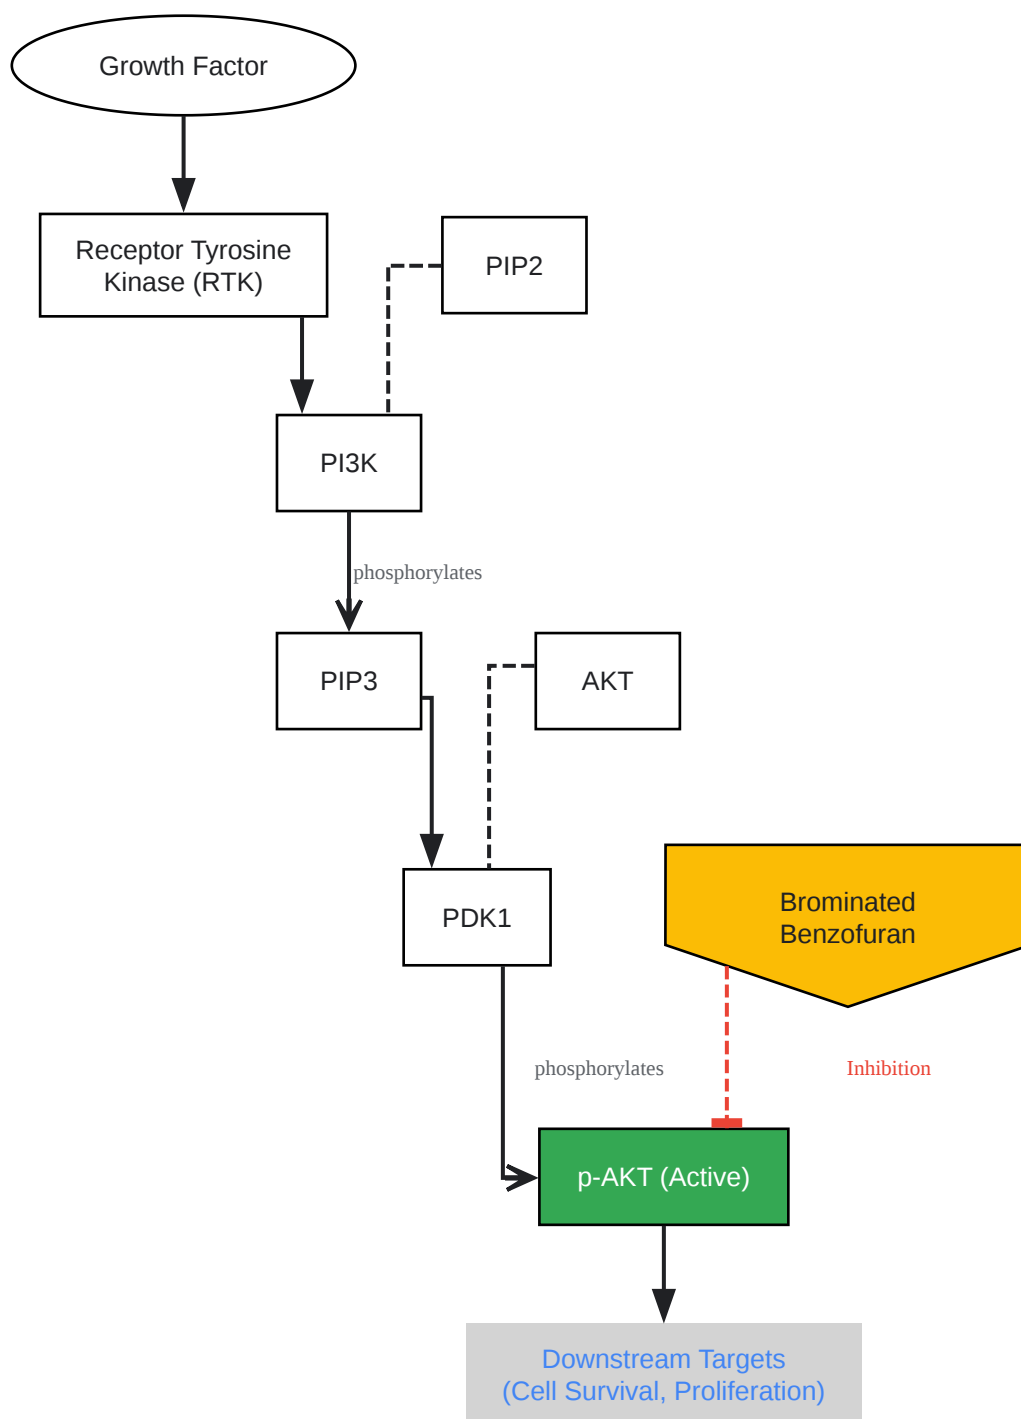 Growth Factor
Receptor Tyrosine
Kinase (RTK)
PIP2
PI3K
phosphorylates
PIP3
AKT
PDK1
Brominated
Benzofuran
phosphorylates
Inhibition
p-AKT (Active)
Downstream Targets
(Cell Survival, Proliferation)